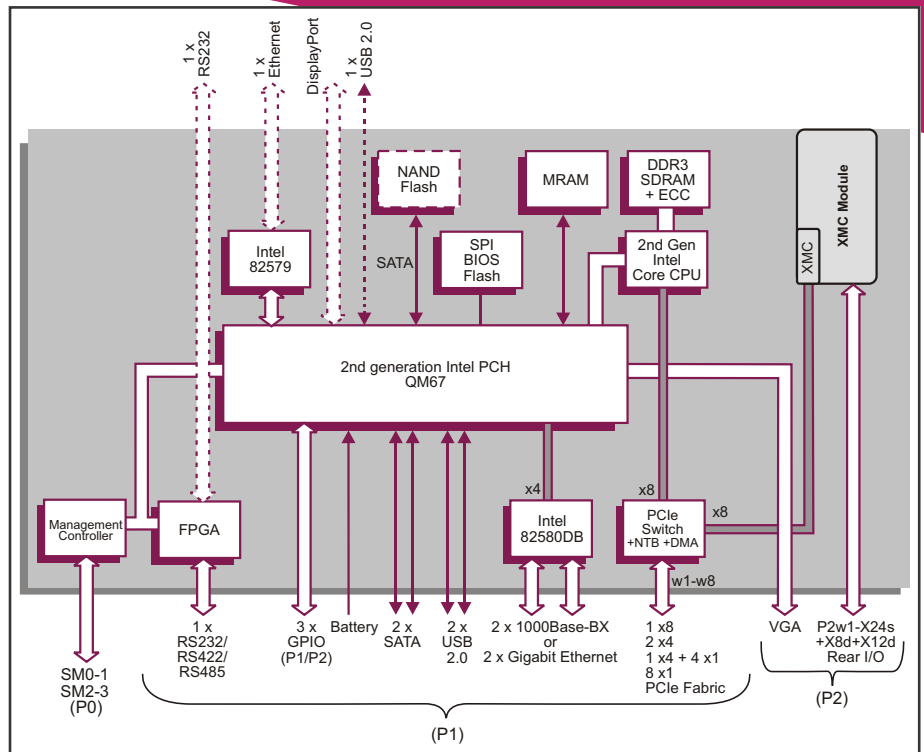 1 x
RS232
1 x
Ethernet
DisplayPort
1 x
USB 2.0
NAND
Flash
MRAM
DDR3
SDRAM
+ ECC
XMC Module
XMC
Intel
82579
SATA
SPI
BIOS
Flash
2nd Gen
Intel
Core CPU
2nd generation Intel PCH
QM67
x4
x8
x8
Management
Controller
FPGA
Intel
82580DB
PCIe
Switch
+NTB +DMA
w1-w8
SM0-1
SM2-3
(P0)
1 x
RS232/
RS422/
RS485
3 x
GPIO
(P1/P2)
Battery
2 x
SATA
2 x
USB
2.0
2 x 1000Base-BX
or
2 x Gigabit Ethernet
1 x8
2 x4
1 x4 + 4 x1
8 x1
PCIe Fabric
VGA
P2w1-X24s
+X8d+X12d
Rear I/O
(P1)
(P2)